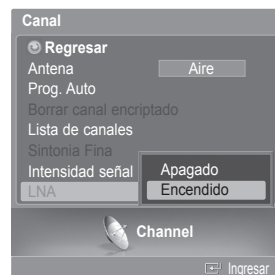 Canal
Regresar
Antena Aire
Prog. Auto
Borrar canal encriptado
Lista de canales
Sintonia Fina
Intensidad señal Apagado
LNA Encendido
Channel
Ingresar